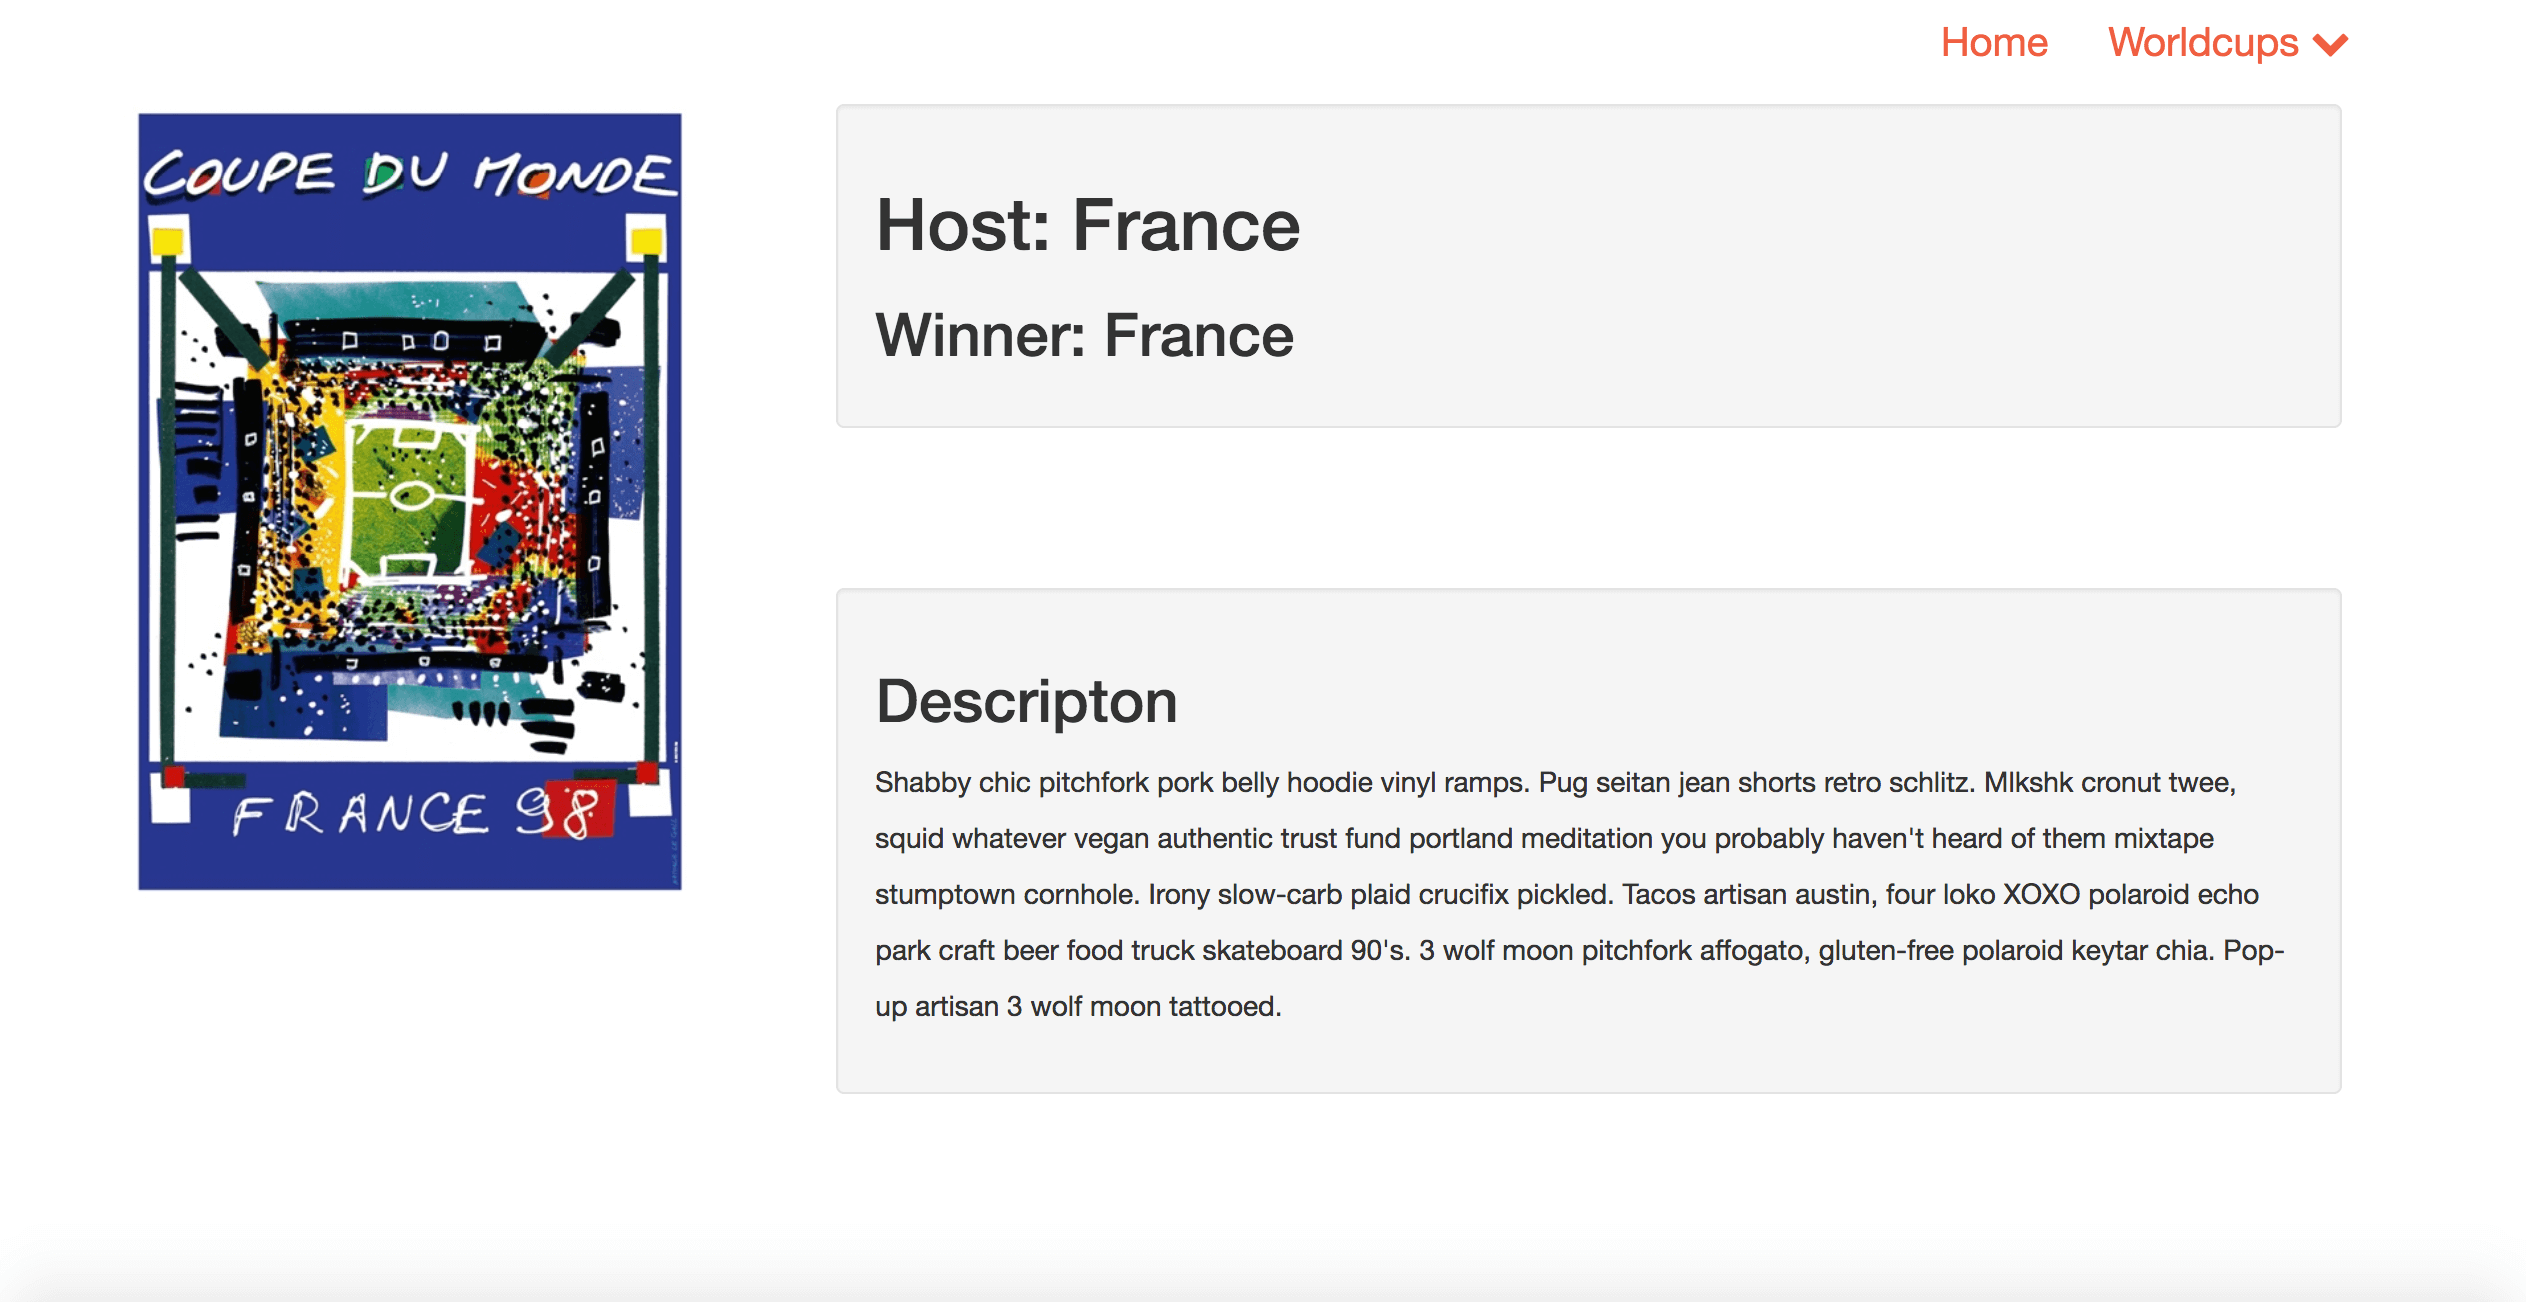 Home Worldcups
COUPE DU MONDE
FRANCE 98
Host: France
Winner: France
Descripton
Shabby chic pitchfork pork belly hoodie vinyl ramps. Pug seitan jean shorts retro schlitz. Mlkshk cronut twee,
squid whatever vegan authentic trust fund portland meditation you probably haven't heard of them mixtape
stumptown cornhole. Irony slow-carb plaid crucifix pickled. Tacos artisan austin, four loko XOXO polaroid echo
park craft beer food truck skateboard 90's. 3 wolf moon pitchfork affogato, gluten-free polaroid keytar chia. Pop-
up artisan 3 wolf moon tattooed.